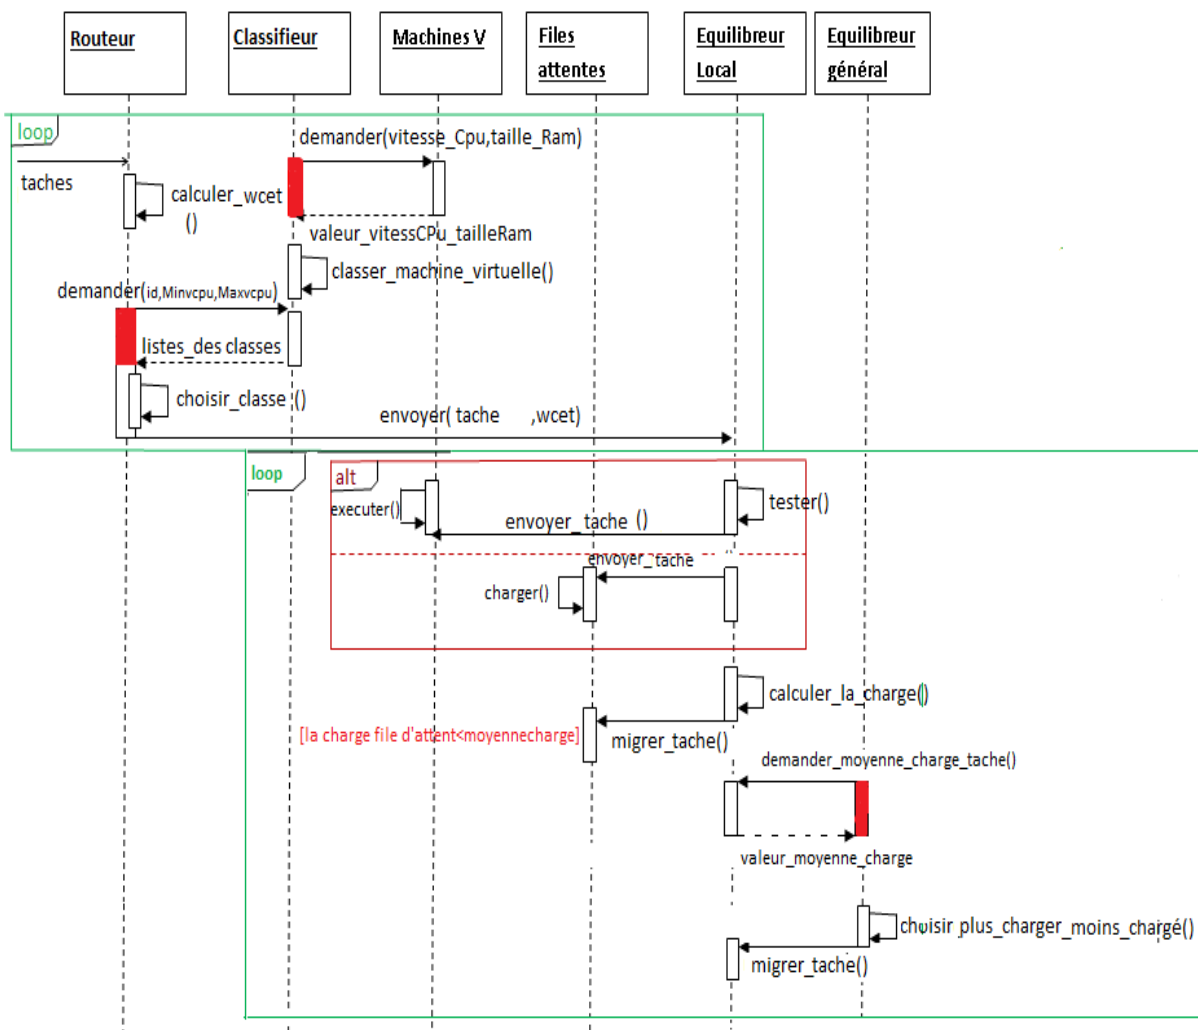 Routeur
Classifieur
Machines V
Files
attentes
Equilibreur
Local
Equilibreur
général
loop
demander(vitesse_Cpu,taille_Ram)
taches
calculer_wcet
()
valeur_vitessCPu_tailleRam
classer_machine_virtuelle()
demander(id,Minvcpu,Maxvcpu)
listes_des classes
choisir_classe ()
envoyer( tache ,wcet)
loop
alt
executer()
tester()
envoyer_tache ()
envoyer_tache
charger()
calculer_la_charge()
[la charge file d'attent<moyennecharge]
migrer_tache()
demander_moyenne_charge_tache()
valeur_moyenne_charge
choisir_plus_charger_moins_chargé()
migrer_tache()